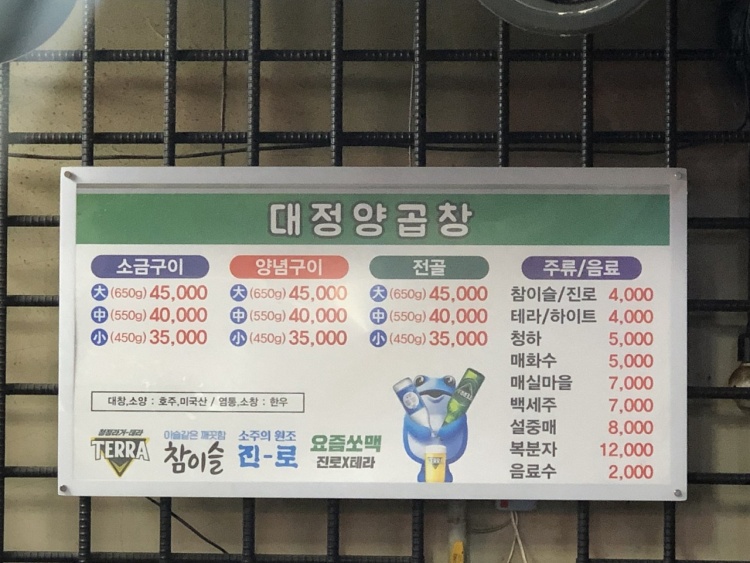 대정양곱창
소금구이
大 (650g) 45,000
中 (550g) 40,000
小 (450g) 35,000
양념구이
大 (650g) 45,000
中 (550g) 40,000
小 (450g) 35,000
전골
大 (650g) 45,000
中 (550g) 40,000
小 (450g) 35,000
주류/음료
참이슬/진로 4,000
테라/하이트 4,000
청하 5,000
매화수 5,000
매실마을 7,000
백세주 7,000
설중매 8,000
복분자 12,000
음료수 2,000
대창,소양 : 호주,미국산 / 염통,소창 : 한우
청정라거-테라
TERRA
이슬같은 깨끗함
참이슬
소주의 원조
진-로
요즘쏘맥
진로X테라